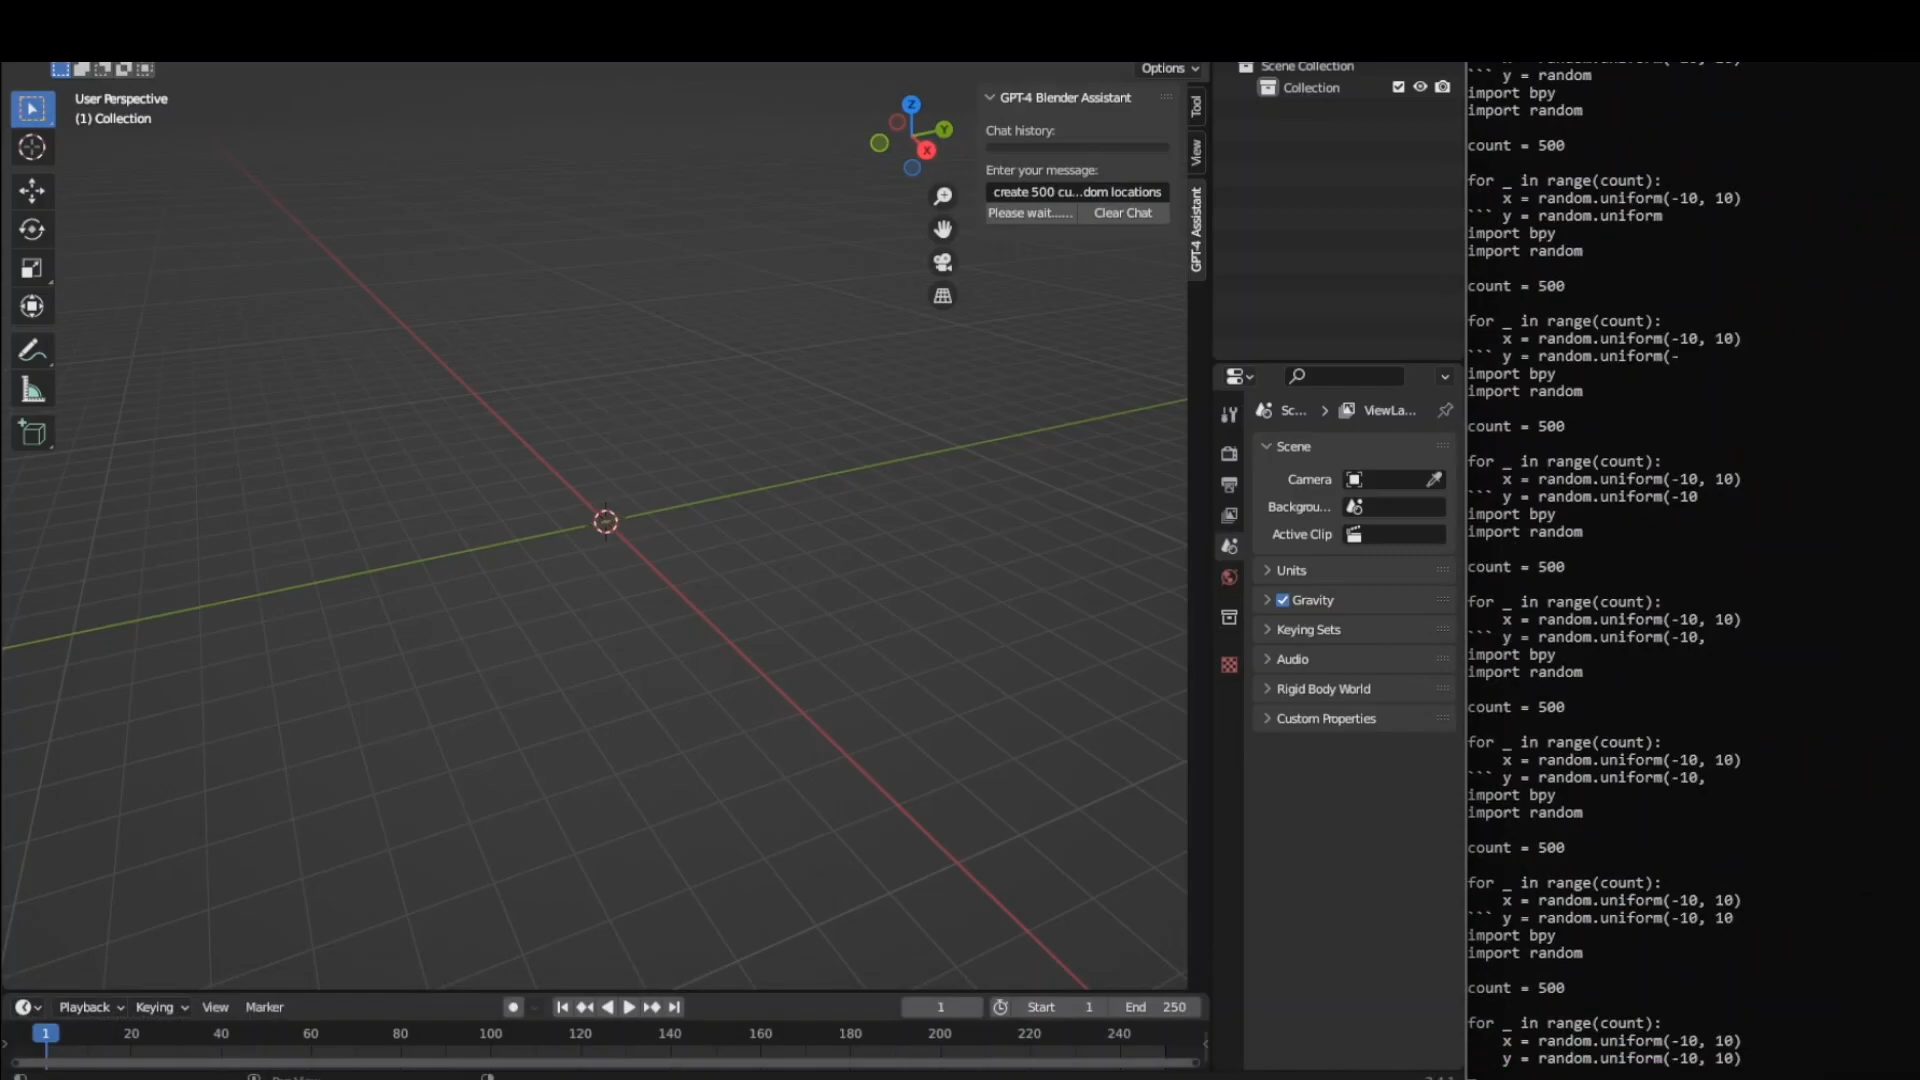 Options
User Perspective
(1) Collection
Z
Y
X
GPT-4 Blender Assistant
Chat history:
Enter your message:
create 500 cu...dom locations
Please wait......
Clear Chat
Tool
View
GPT-4 Assistant
Scene Collection
Collection
Sc...
ViewLa...
Scene
Camera
Backgrou...
Active Clip
Units
Gravity
Keying Sets
Audio
Rigid Body World
Custom Properties
``` y = random
import bpy
import random
count = 500
for _ in range(count):
x = random.uniform(-10, 10)
``` y = random.uniform
import bpy
import random
count = 500
for _ in range(count):
x = random.uniform(-10, 10)
``` y = random.uniform(-
import bpy
import random
count = 500
for _ in range(count):
x = random.uniform(-10, 10)
``` y = random.uniform(-10
import bpy
import random
count = 500
for _ in range(count):
x = random.uniform(-10, 10)
``` y = random.uniform(-10,
import bpy
import random
count = 500
for _ in range(count):
x = random.uniform(-10, 10)
``` y = random.uniform(-10,
import bpy
import random
count = 500
for _ in range(count):
x = random.uniform(-10, 10)
``` y = random.uniform(-10, 10
import bpy
import random
count = 500
for _ in range(count):
x = random.uniform(-10, 10)
y = random.uniform(-10, 10)
Playback
Keying
View
Marker
1
Start 1
End 250
1 20 40 60 80 100 120 140 160 180 200 220 240